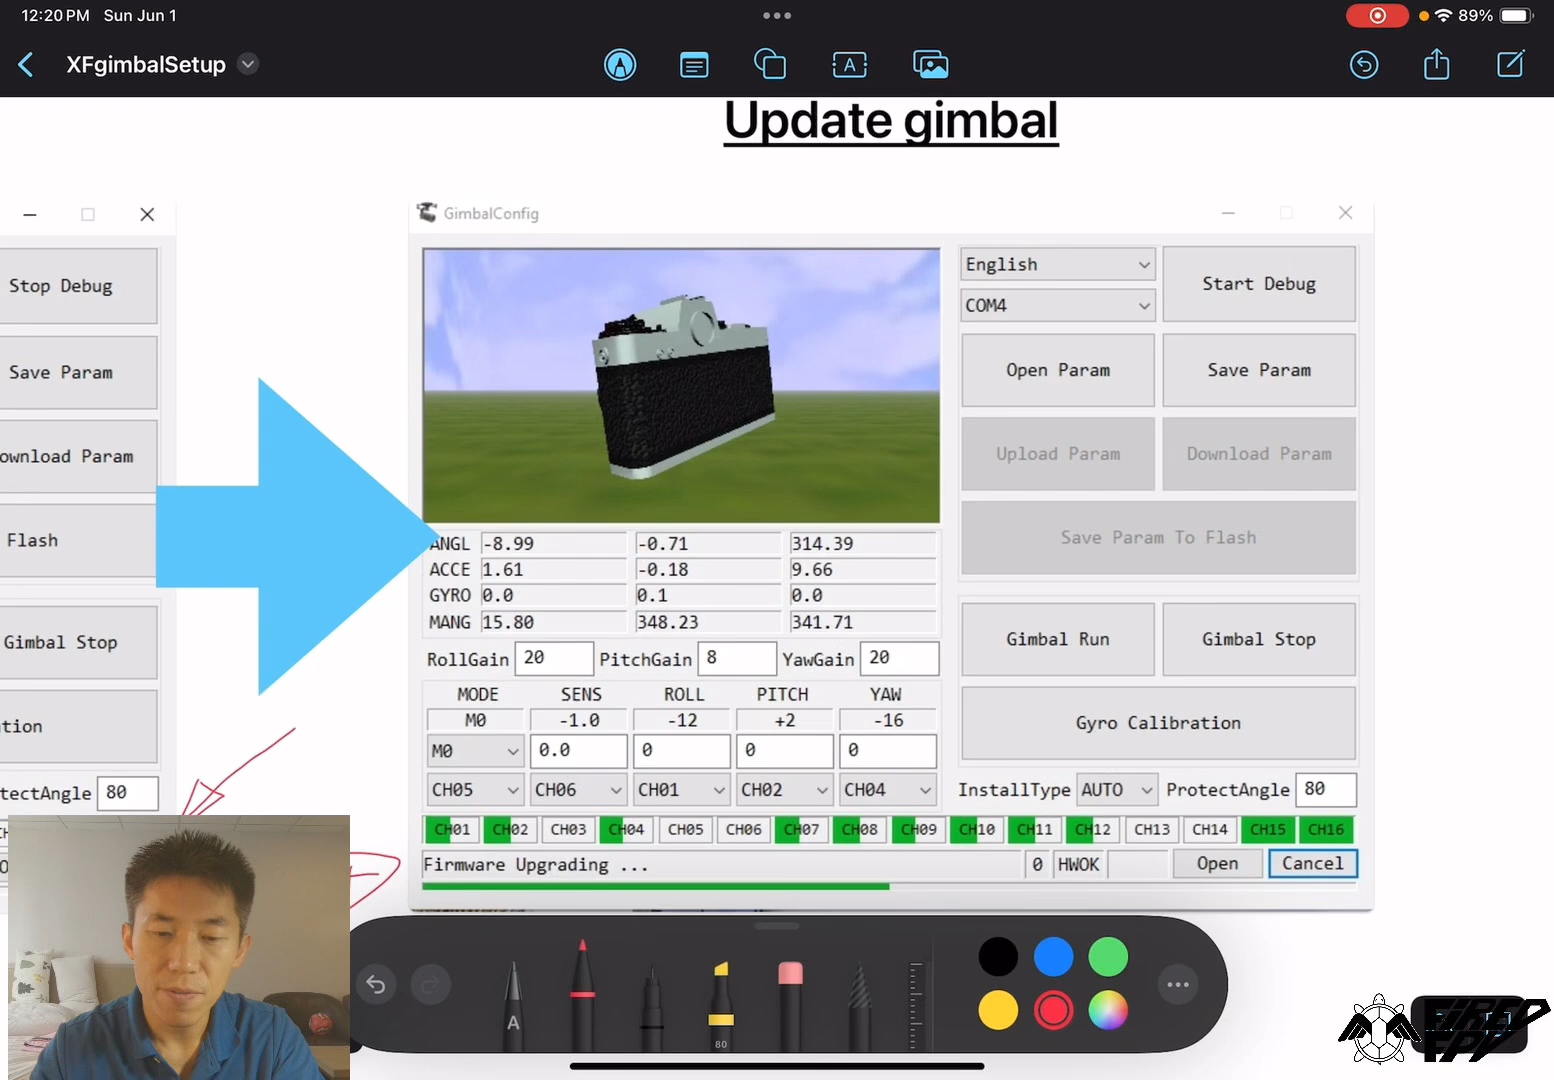 12:20 PM Sun Jun 1
89%
XFgimbalSetup
Update gimbal
GimbalConfig
Stop Debug
Save Param
ownload Param
Flash
Gimbal Stop
tion
tectAngle 80
English
COM4
Start Debug
Open Param
Save Param
Upload Param
Download Param
Save Param To Flash
Gimbal Run
Gimbal Stop
Gyro Calibration
InstallType AUTO ProtectAngle 80
ANGL -8.99 -0.71 314.39
ACCE 1.61 -0.18 9.66
GYRO 0.0 0.1 0.0
MANG 15.80 348.23 341.71
RollGain 20 PitchGain 8 YawGain 20
MODE SENS ROLL PITCH YAW
M0 -1.0 -12 +2 -16
M0 0.0 0 0 0
CH05 CH06 CH01 CH02 CH04
CH01 CH02 CH03 CH04 CH05 CH06 CH07 CH08 CH09 CH10 CH11 CH12 CH13 CH14 CH15 CH16
Firmware Upgrading ... 0 HWOK Open Cancel
A
80